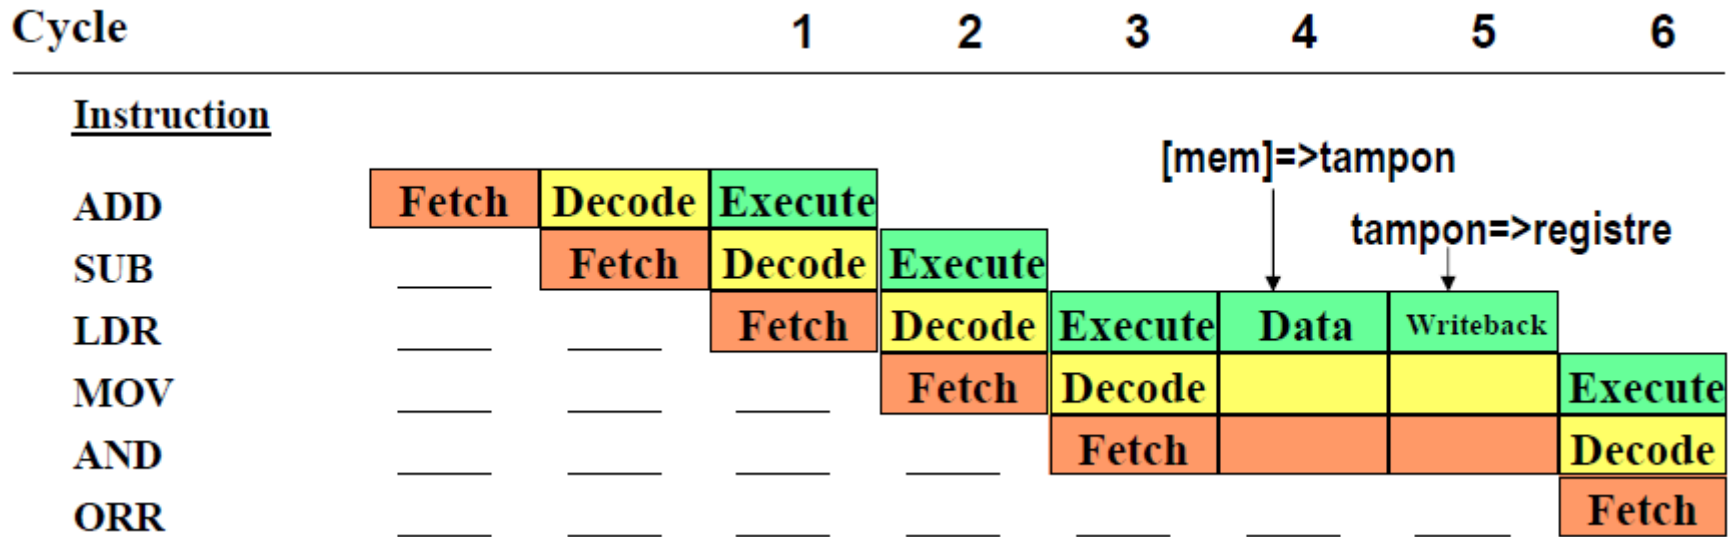 Cycle 1 2 3 4 5 6
Instruction
[mem]=>tampon
ADD Fetch Decode Execute
tampon=>registre
SUB Fetch Decode Execute
LDR Fetch Decode Execute Data Writeback
MOV Fetch Decode Execute
AND Fetch Decode
ORR Fetch